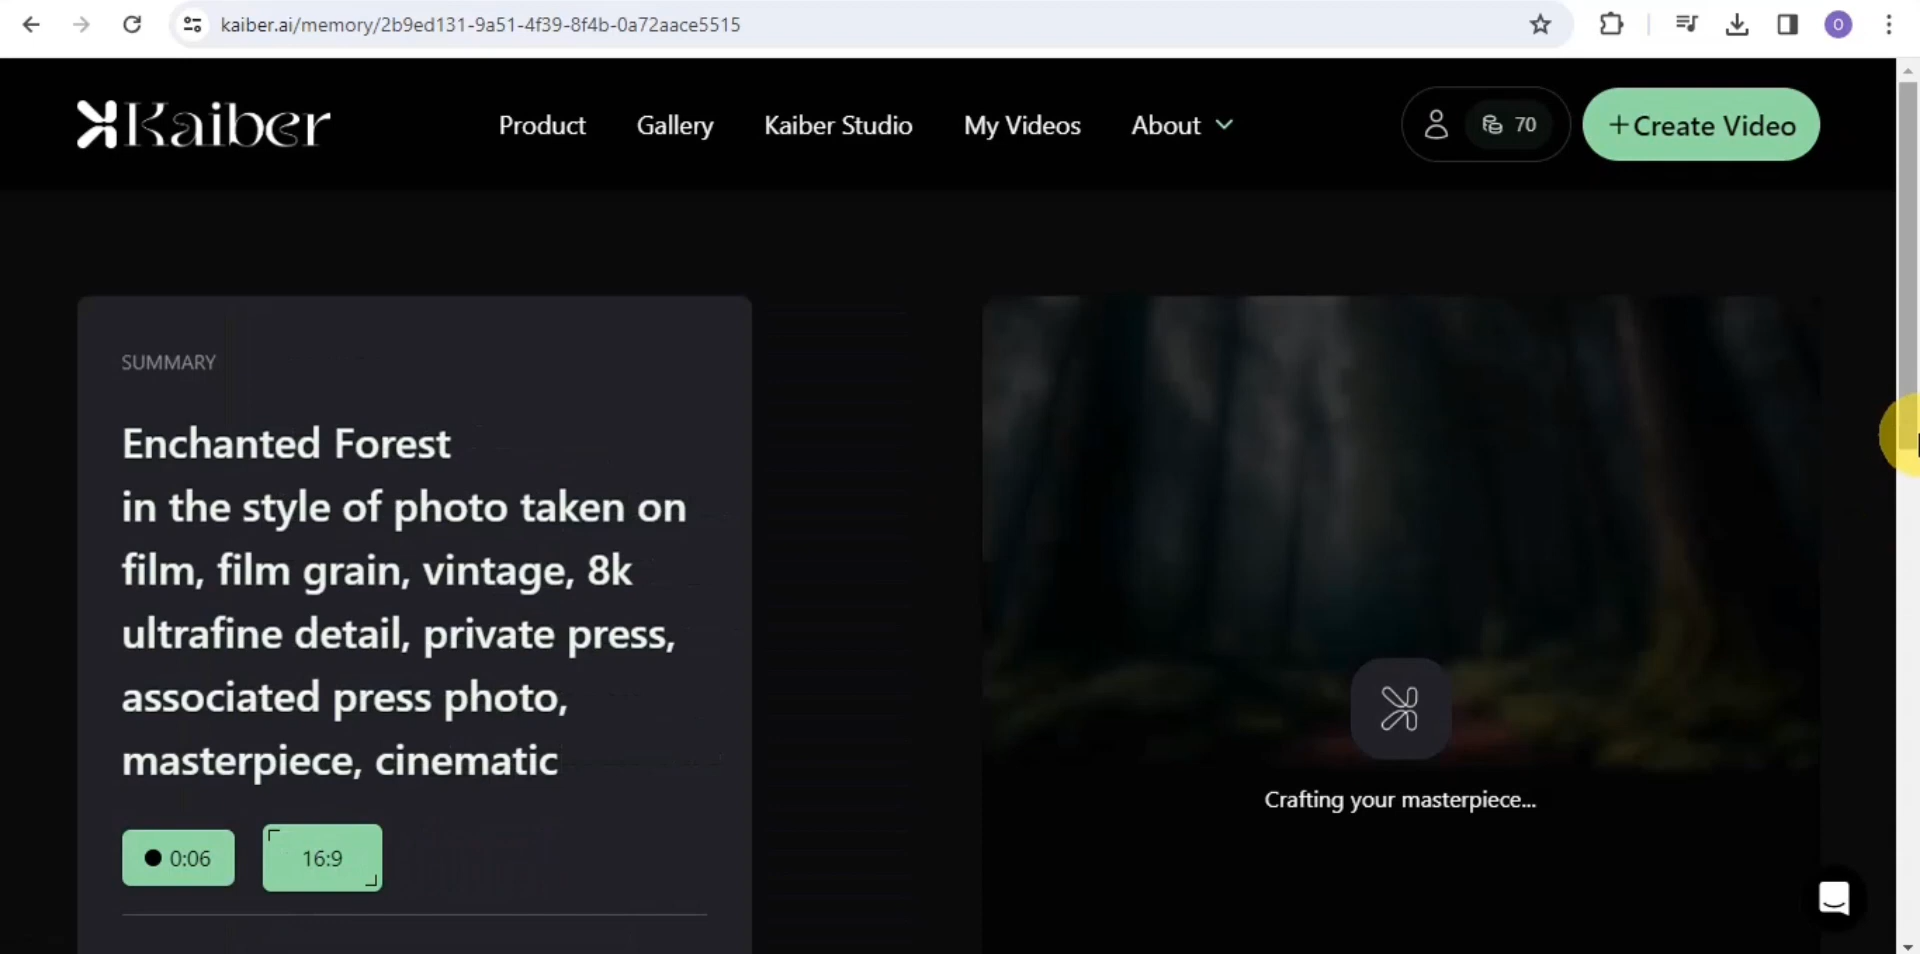 kaiber.ai/memory/2b9ed131-9a51-4f39-8f4b-0a72aace5515
O
Kaiber
Product
Gallery
Kaiber Studio
My Videos
About
70
+Create Video
SUMMARY
Enchanted Forest
in the style of photo taken on
film, film grain, vintage, 8k
ultrafine detail, private press,
associated press photo,
masterpiece, cinematic
0:06
16:9
Crafting your masterpiece...